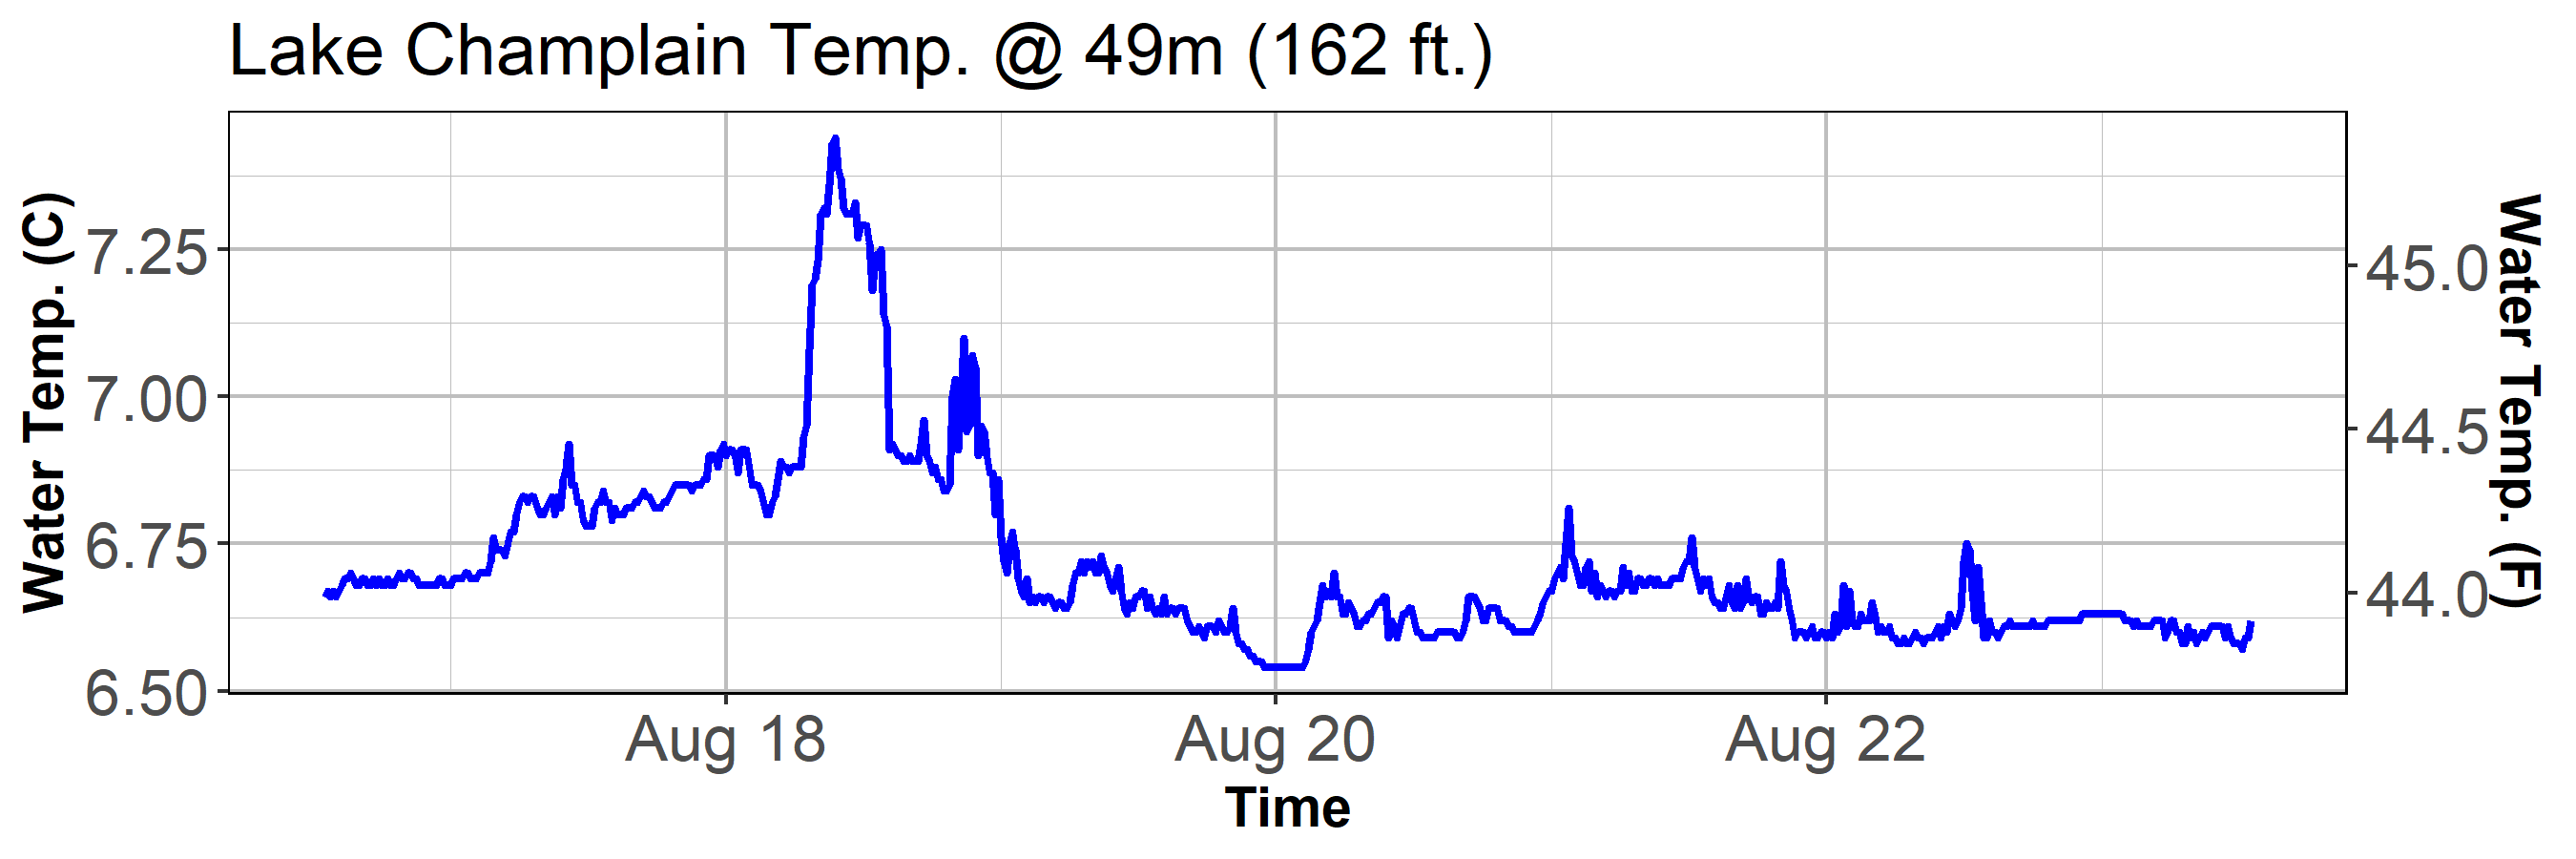 Lake Champlain Temp. @ 49m (162 ft.)
Water Temp. (C)
7.25
7.00
6.75
6.50
45.0
44.5
44.0
Water Temp. (F)
Aug 18
Aug 20
Aug 22
Time